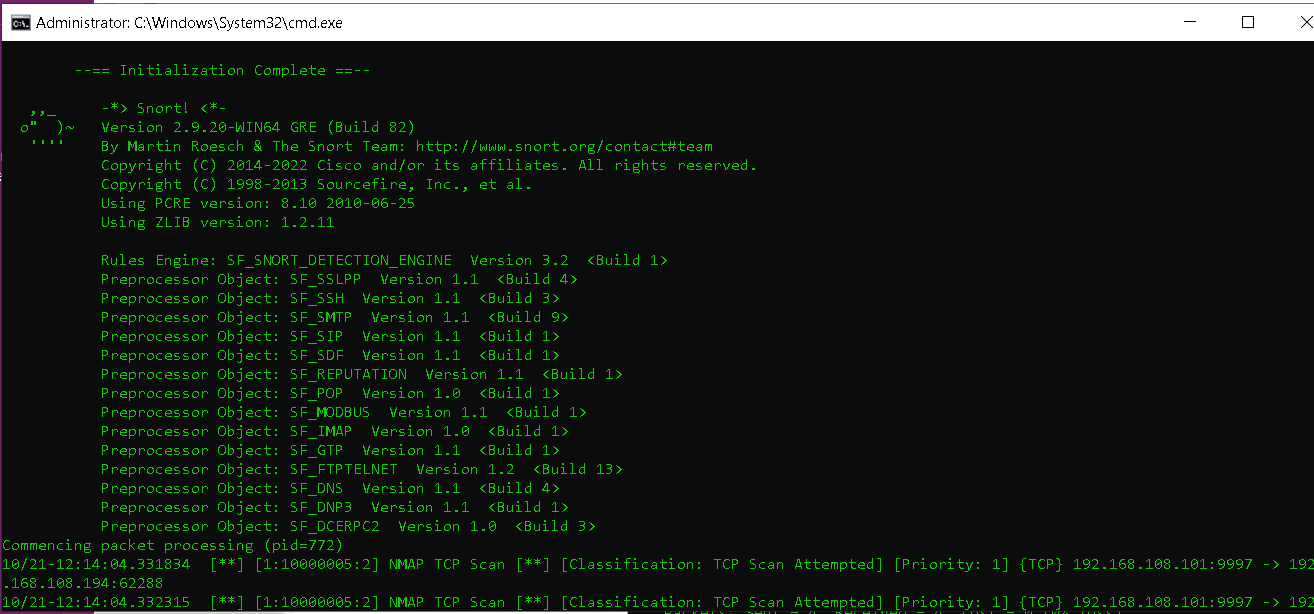 Administrator: C:\Windows\System32\cmd.exe
--== Initialization Complete ==--
,,_ -*> Snort! <*-
o" )~ Version 2.9.20-WIN64 GRE (Build 82)
'''' By Martin Roesch & The Snort Team: http://www.snort.org/contact#team
Copyright (C) 2014-2022 Cisco and/or its affiliates. All rights reserved.
Copyright (C) 1998-2013 Sourcefire, Inc., et al.
Using PCRE version: 8.10 2010-06-25
Using ZLIB version: 1.2.11
Rules Engine: SF_SNORT_DETECTION_ENGINE Version 3.2 <Build 1>
Preprocessor Object: SF_SSLPP Version 1.1 <Build 4>
Preprocessor Object: SF_SSH Version 1.1 <Build 3>
Preprocessor Object: SF_SMTP Version 1.1 <Build 9>
Preprocessor Object: SF_SIP Version 1.1 <Build 1>
Preprocessor Object: SF_SDF Version 1.1 <Build 1>
Preprocessor Object: SF_REPUTATION Version 1.1 <Build 1>
Preprocessor Object: SF_POP Version 1.0 <Build 1>
Preprocessor Object: SF_MODBUS Version 1.1 <Build 1>
Preprocessor Object: SF_IMAP Version 1.0 <Build 1>
Preprocessor Object: SF_GTP Version 1.1 <Build 1>
Preprocessor Object: SF_FTPTELNET Version 1.2 <Build 13>
Preprocessor Object: SF_DNS Version 1.1 <Build 4>
Preprocessor Object: SF_DNP3 Version 1.1 <Build 1>
Preprocessor Object: SF_DCERPC2 Version 1.0 <Build 3>
Commencing packet processing (pid=772)
10/21-12:14:04.331834 [**] [1:10000005:2] NMAP TCP Scan [**] [Classification: TCP Scan Attempted] [Priority: 1] {TCP} 192.168.108.101:9997 -> 192
.168.108.194:62288
10/21-12:14:04.332315 [**] [1:10000005:2] NMAP TCP Scan [**] [Classification: TCP Scan Attempted] [Priority: 1] {TCP} 192.168.108.101:9997 -> 192